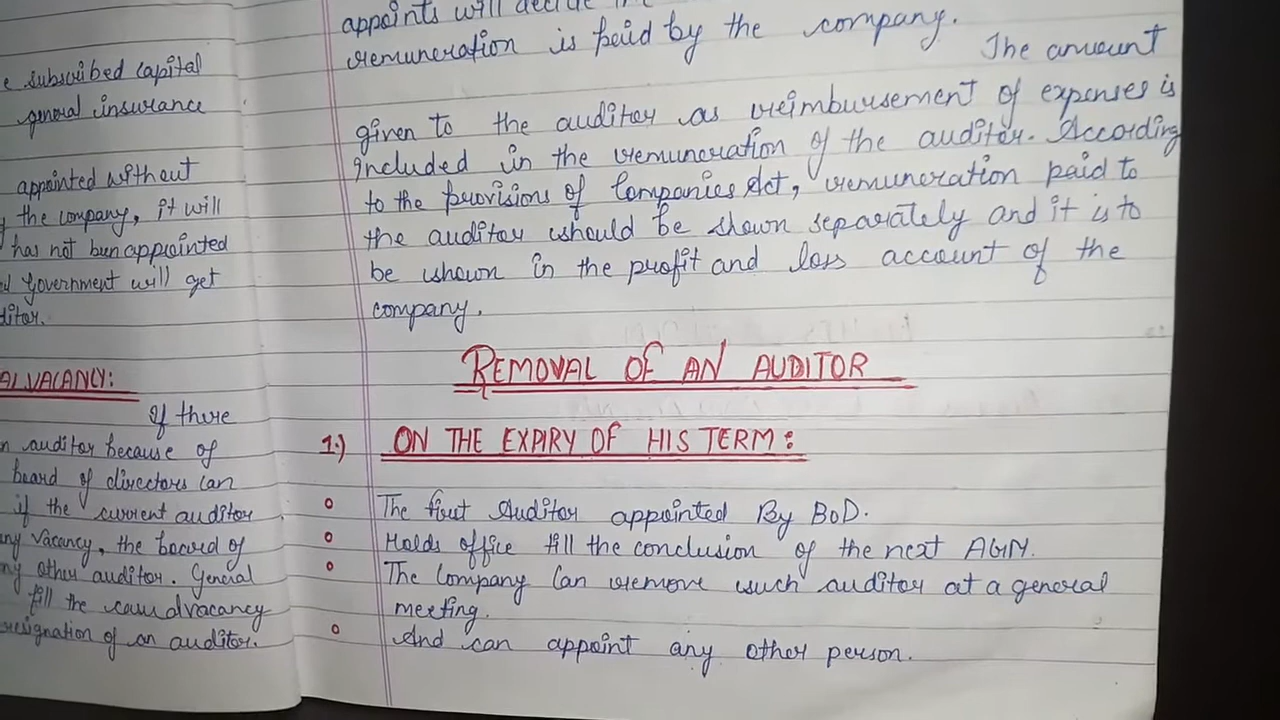 e subscribed capital
general insurance
appointed without
the company, it will
has not been appointed
Government will get
ditor.
AL VACANCY:
If there
n auditor because of
board of directors can
if the current auditor
any vacancy, the board of
ny other auditor. General
fill the casual vacancy
resignation of an auditor.
appoints will decide
remuneration is paid by the company.
The amount
given to the auditor as reimbursement of expenses is
included in the remuneration of the auditor. According
to the provisions of Companies Act, remuneration paid to
the auditor should be shown separately and it is to
be shown in the profit and loss account of the
company.
REMOVAL OF AN AUDITOR
1.) ON THE EXPIRY OF HIS TERM:
o The first Auditor appointed By BoD.
o Holds office till the conclusion of the next AGM.
o The Company Can remove such auditor at a general
meeting.
o And can appoint any other person.